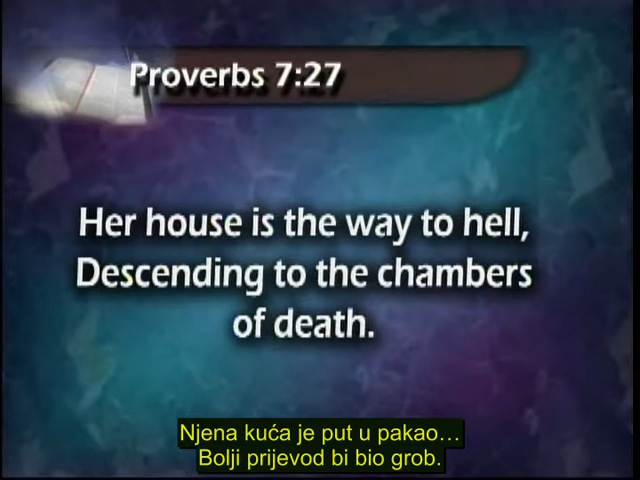 Proverbs 7:27
Her house is the way to hell,
Descending to the chambers
of death.
Njena kuća je put u pakao…
Bolji prijevod bi bio grob.